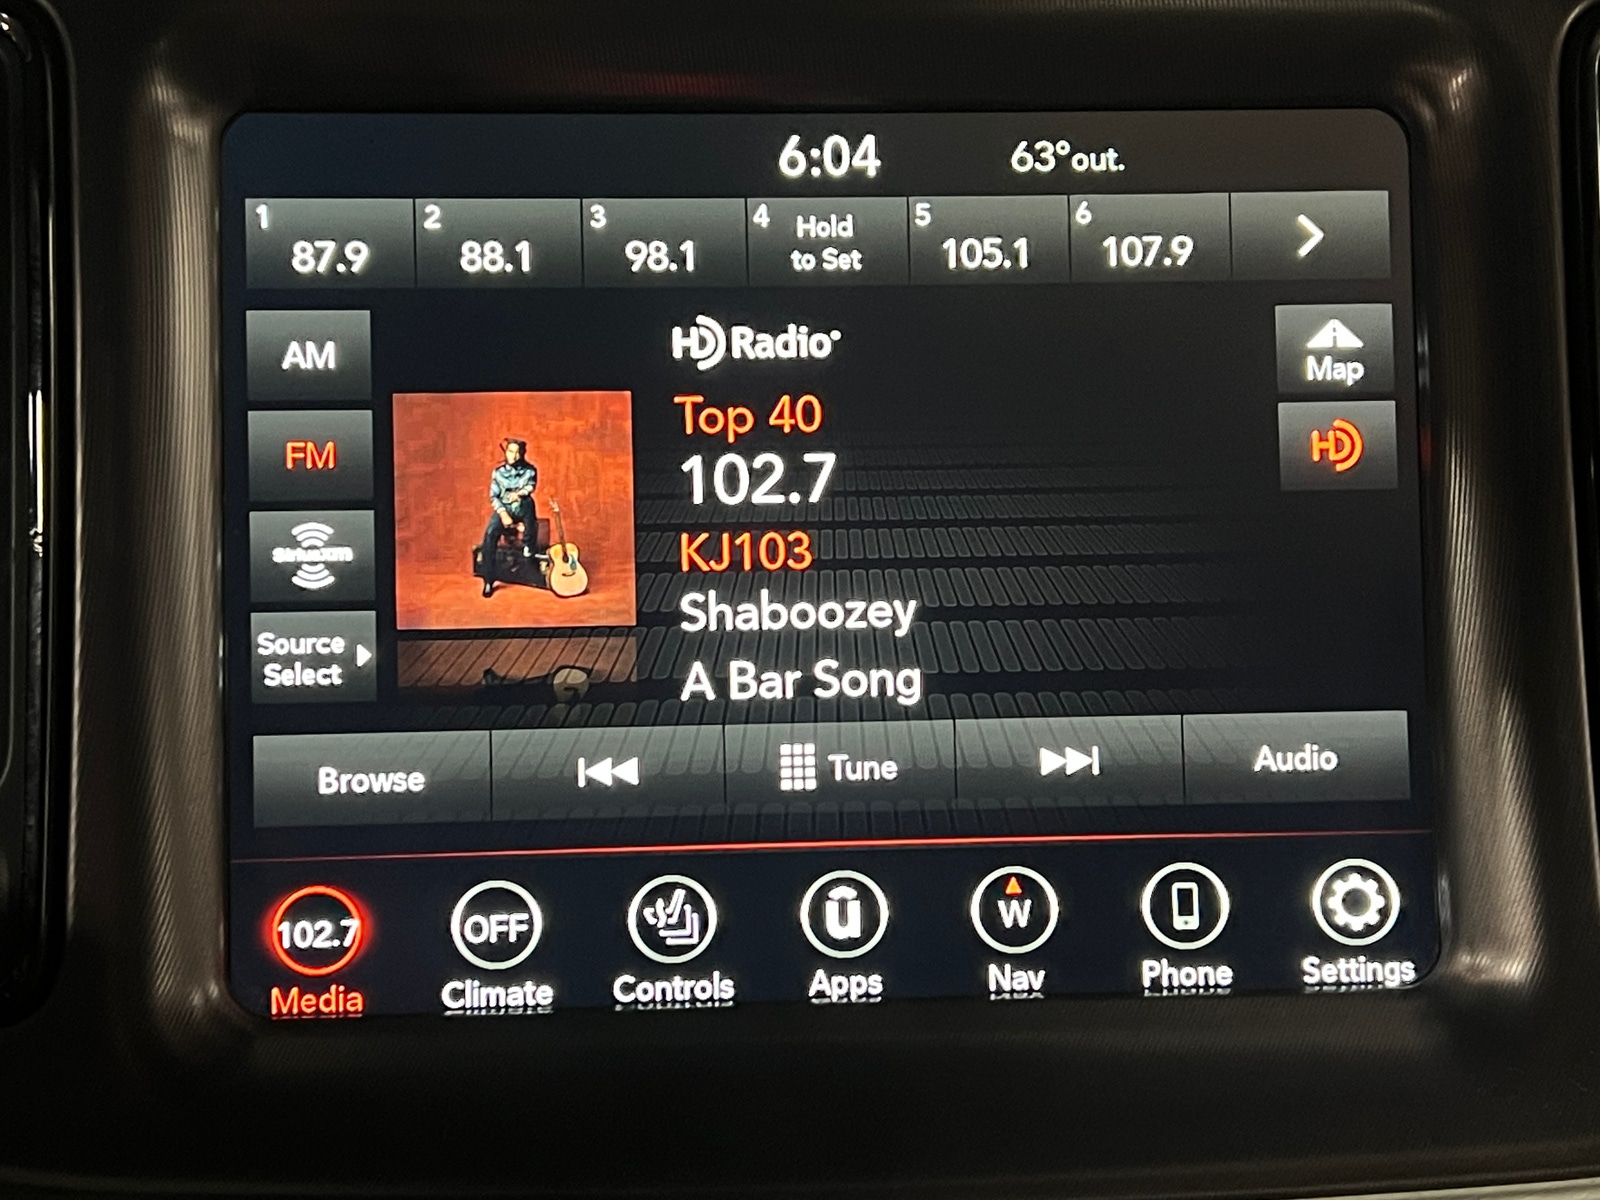 6:04 63° out.
1 87.9 2 88.1 3 98.1 4 Hold to Set 5 105.1 6 107.9
AM
FM
SiriusXM
Source
Select
HD Radio
Top 40
102.7
KJ103
Shaboozey
A Bar Song
Map
HD
Browse Tune Audio
102.7 OFF ū W
Media Climate Controls Apps Nav Phone Settings